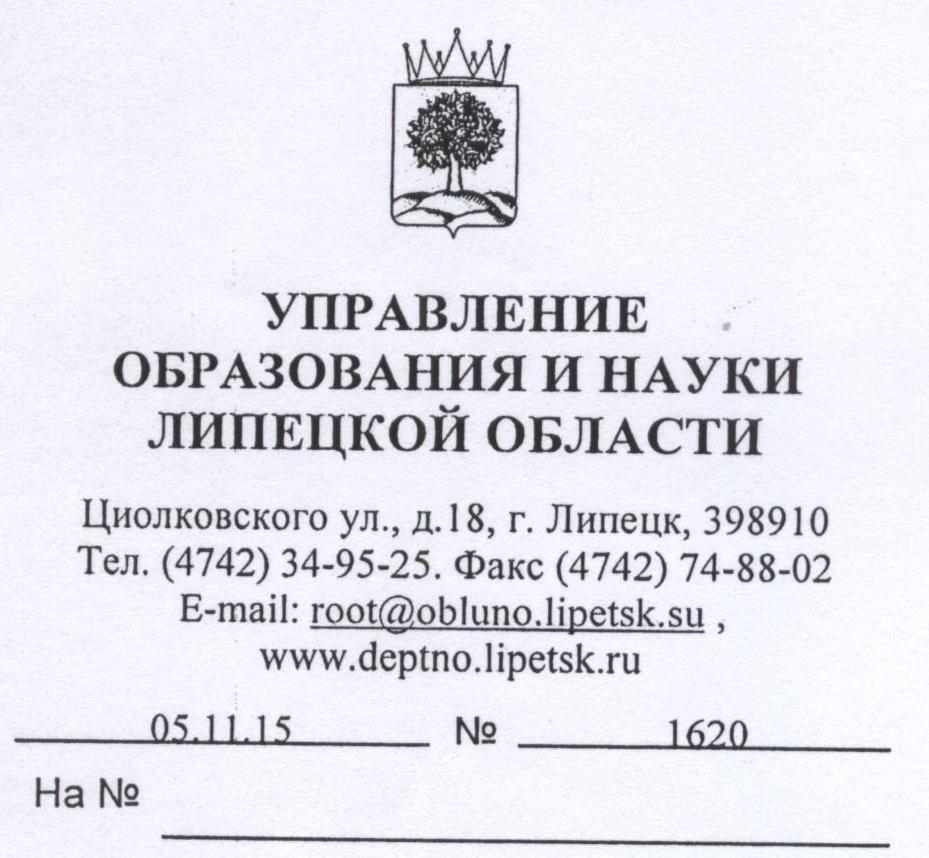 УПРАВЛЕНИЕ
ОБРАЗОВАНИЯ И НАУКИ
ЛИПЕЦКОЙ ОБЛАСТИ
Циолковского ул., д.18, г. Липецк, 398910
Тел. (4742) 34-95-25. Факс (4742) 74-88-02
E-mail: root@obluno.lipetsk.su ,
www.deptno.lipetsk.ru
05.11.15 № 1620
На №